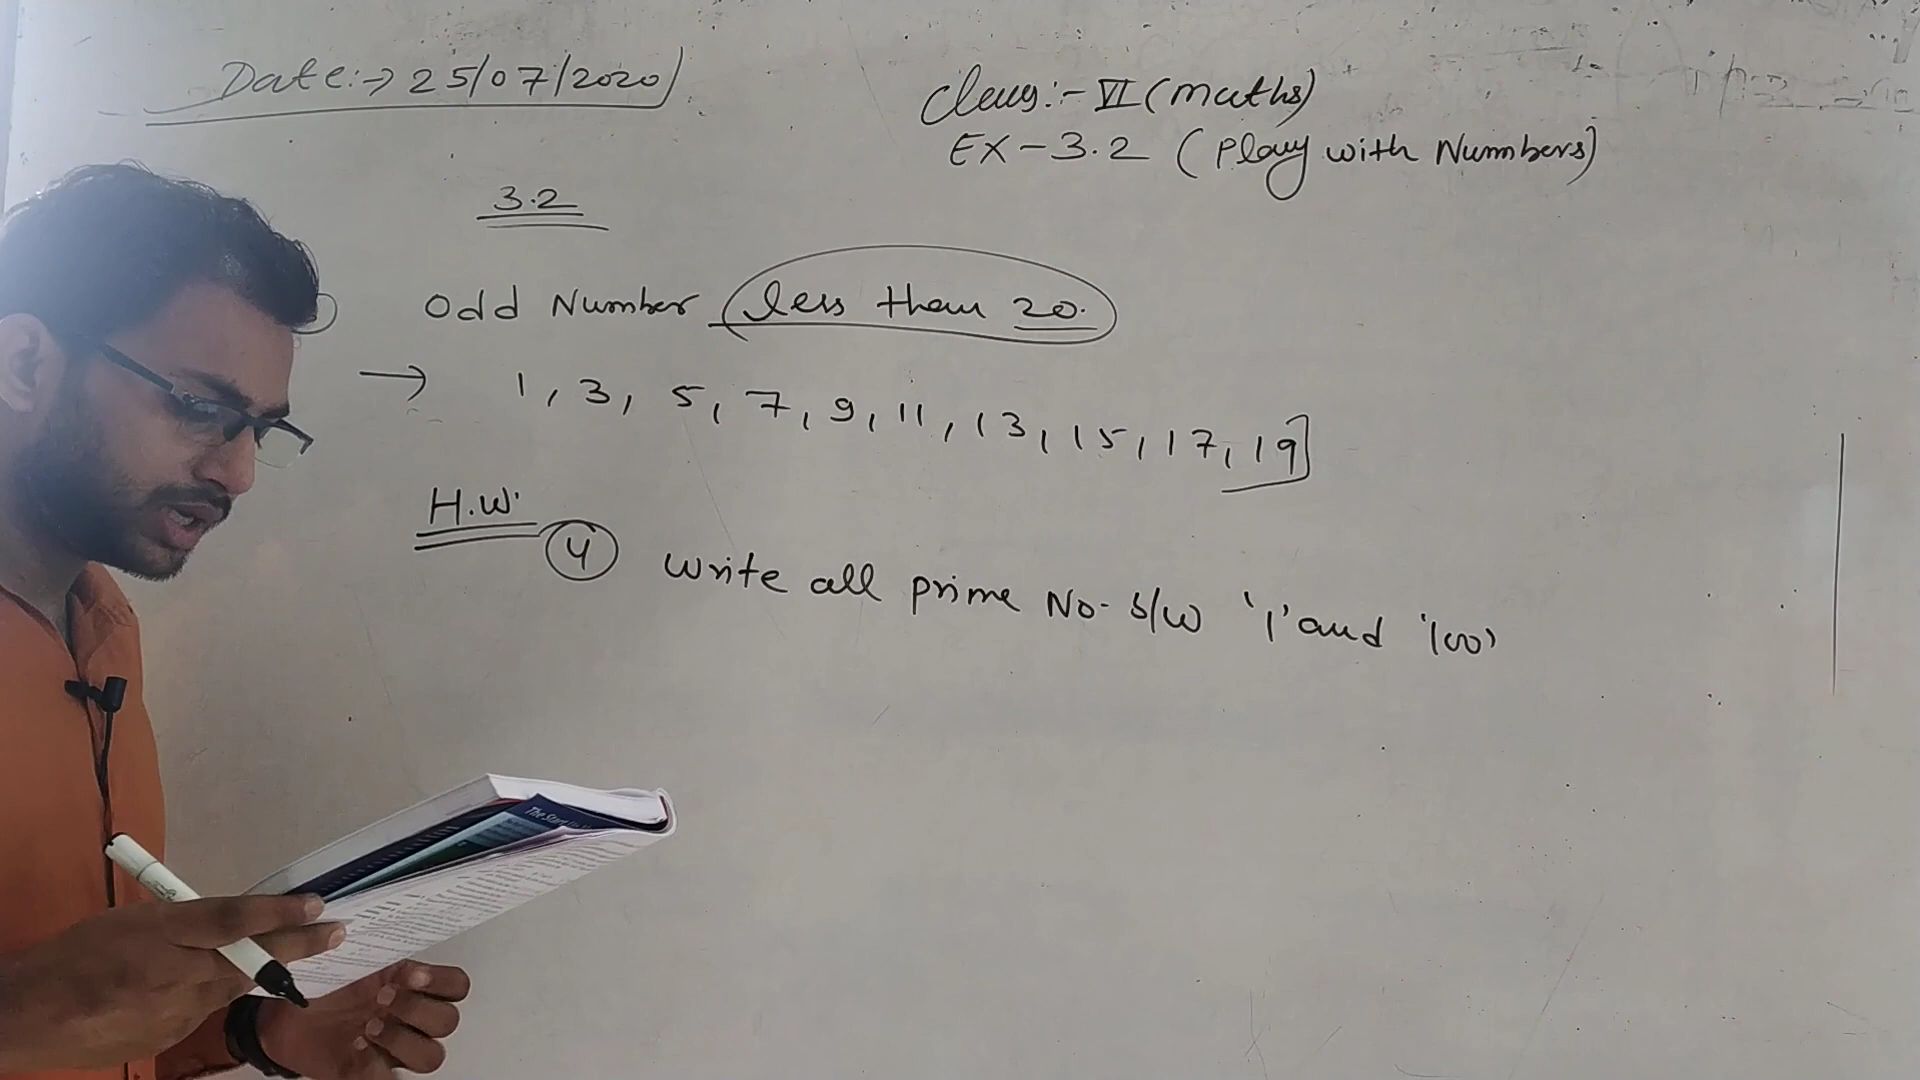 Date:→ 25/07/2020
Class:- VI (maths)
EX-3.2 (Play with Numbers)
3.2
Odd Number less than 20.
→ 1, 3, 5, 7, 9, 11, 13, 15, 17, 19]
H.W.
4 write all prime No. b/w '1' and '100'
The Start